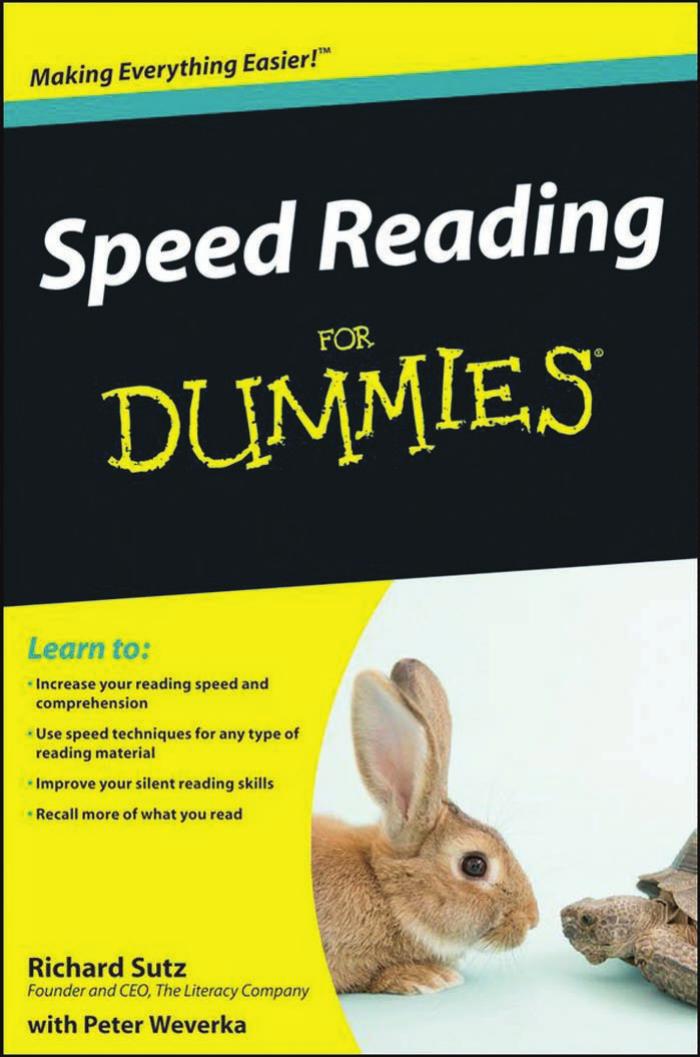 Making Everything Easier!™
Speed Reading
FOR
DUMMIES®
Learn to:
• Increase your reading speed and
comprehension
• Use speed techniques for any type of
reading material
• Improve your silent reading skills
• Recall more of what you read
Richard Sutz
Founder and CEO, The Literacy Company
with Peter Weverka